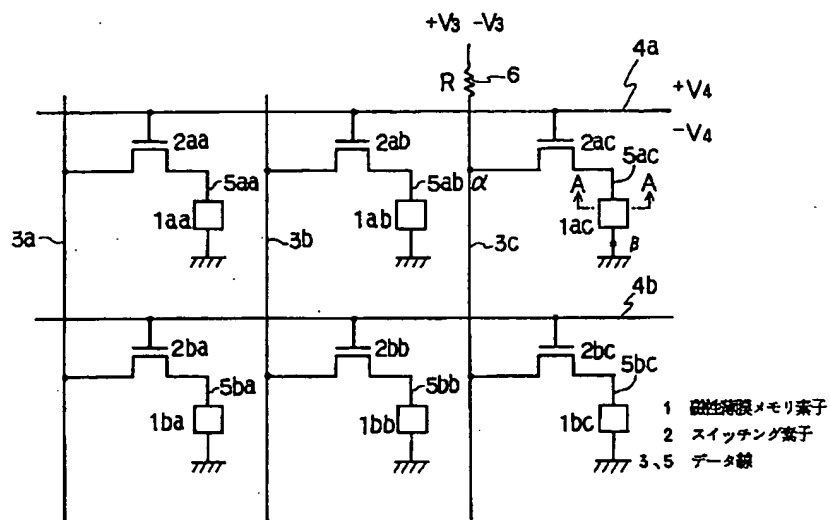 +V3 -V3
R
6
4a
+V4
-V4
2aa
2ab
2ac
5aa
5ab
α
5ac
A
A
1aa
1ab
1ac
3a
3b
3c
β
4b
2ba
2bb
2bc
5ba
5bb
5bc
1ba
1bb
1bc
1 磁性薄膜メモリ素子
2 スイッチング素子
3、5 データ線